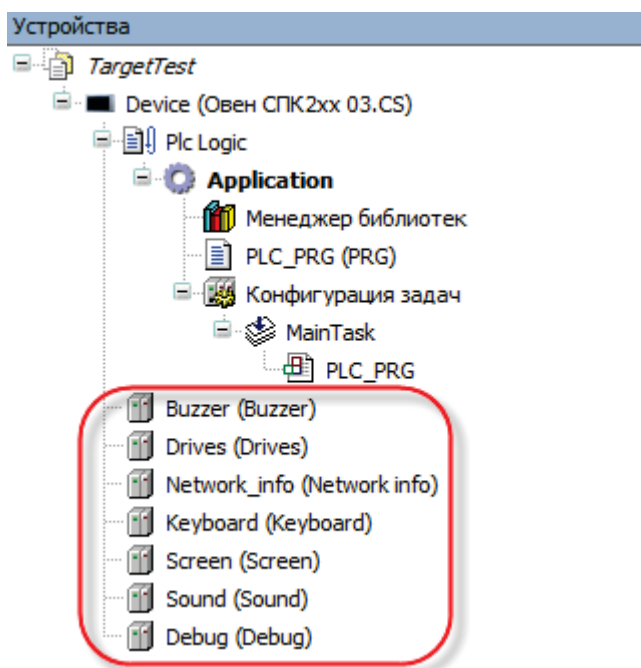 Устройства
TargetTest
Device (Овен СПК2xx 03.CS)
Plc Logic
Application
Менеджер библиотек
PLC_PRG (PRG)
Конфигурация задач
MainTask
PLC_PRG
Buzzer (Buzzer)
Drives (Drives)
Network_info (Network info)
Keyboard (Keyboard)
Screen (Screen)
Sound (Sound)
Debug (Debug)